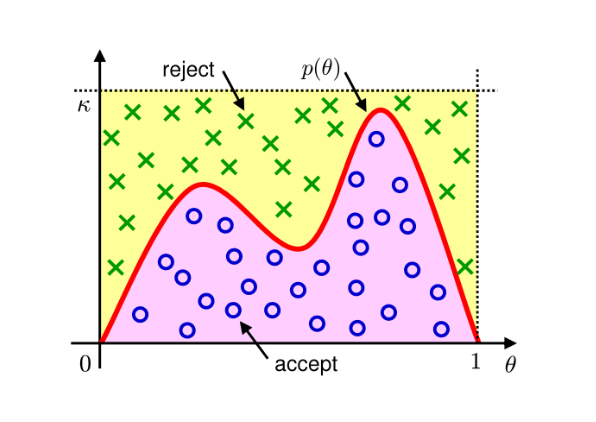 reject
p(θ)
κ
accept
0
1
θ